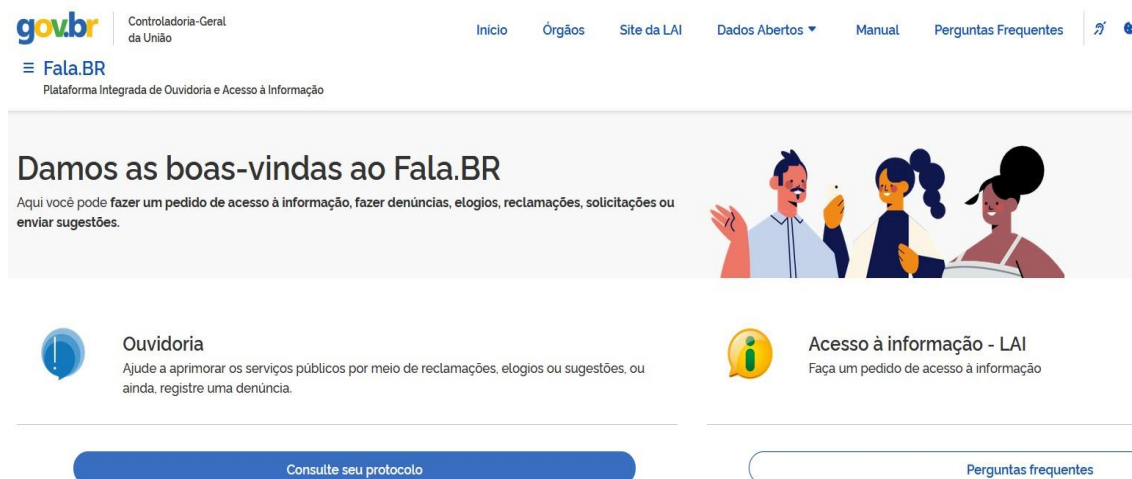 gov.br
Controladoria-Geral
da União
Início Órgãos Site da LAI Dados Abertos Manual Perguntas Frequentes
Fala.BR
Plataforma Integrada de Ouvidoria e Acesso à Informação
Damos as boas-vindas ao Fala.BR
Aqui você pode fazer um pedido de acesso à informação, fazer denúncias, elogios, reclamações, solicitações ou
enviar sugestões.
Ouvidoria
Ajude a aprimorar os serviços públicos por meio de reclamações, elogios ou sugestões, ou
ainda, registre uma denúncia.
Acesso à informação - LAI
Faça um pedido de acesso à informação
Consulte seu protocolo
Perguntas frequentes